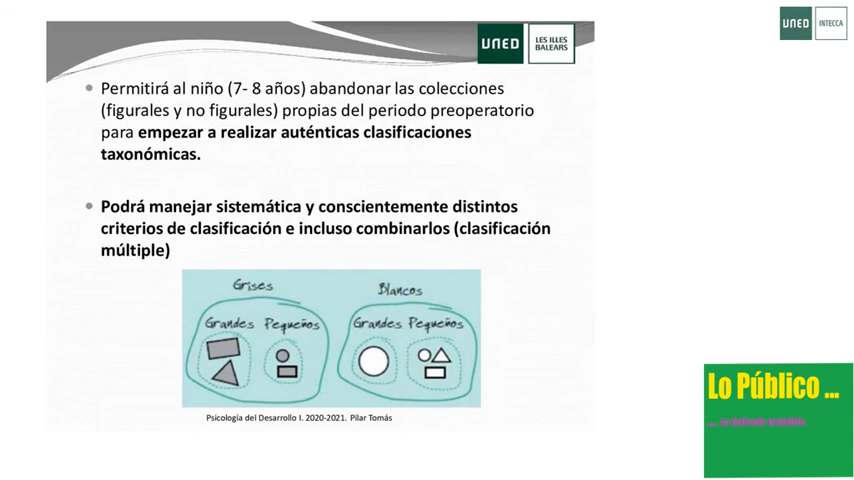 UNED
LES ILLES
BALEARS
UNED
INTECCA
Permitirá al niño (7- 8 años) abandonar las colecciones
(figurales y no figurales) propias del periodo preoperatorio
para empezar a realizar auténticas clasificaciones
taxonómicas.
Podrá manejar sistemática y conscientemente distintos
criterios de clasificación e incluso combinarlos (clasificación
múltiple)
Grises
Blancos
Grandes Pequeños
Grandes Pequeños
Psicología del Desarrollo I. 2020-2021. Pilar Tomás
Lo Público ...